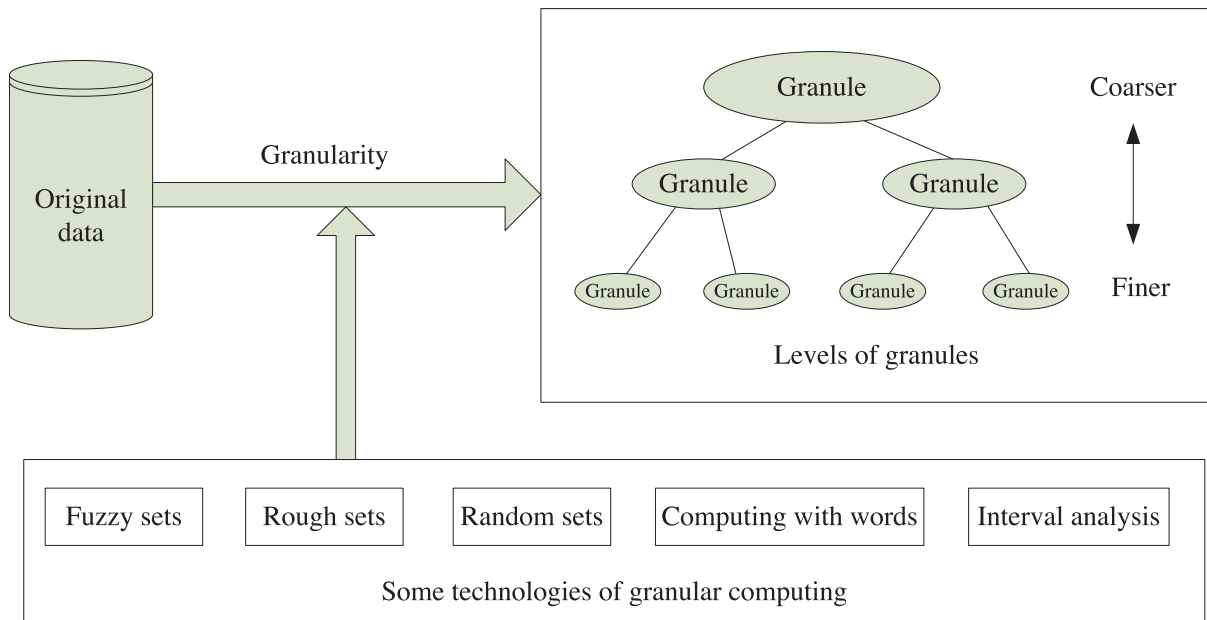 Granule
Coarser
Granularity
Granule Granule
Original
data
Granule Granule Granule Granule
Finer
Levels of granules
Fuzzy sets
Rough sets
Random sets
Computing with words
Interval analysis
Some technologies of granular computing